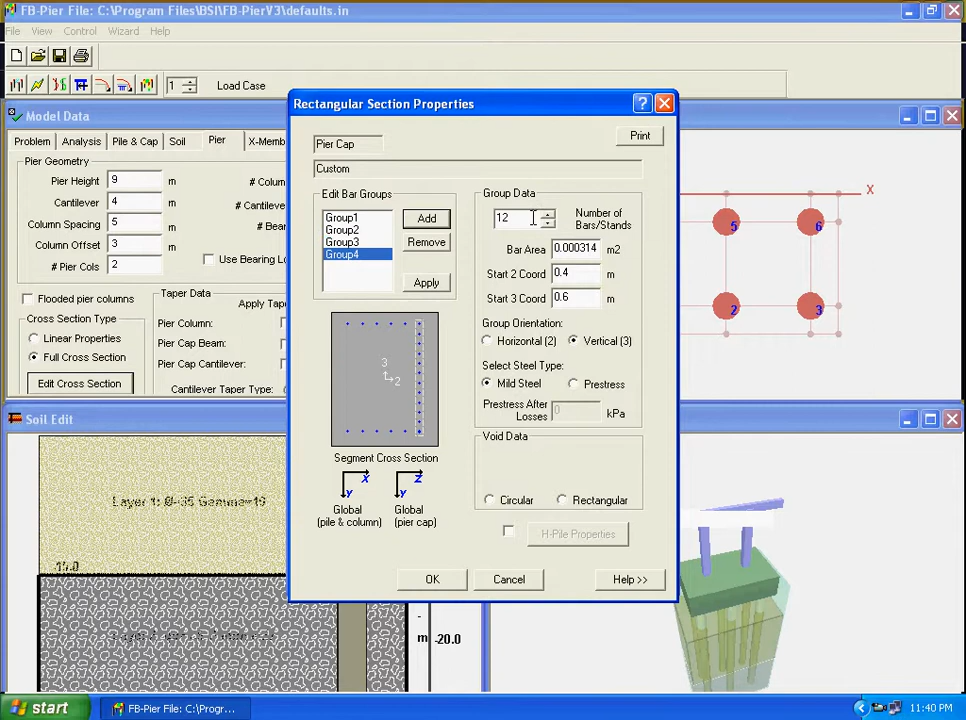 FB-Pier File: C:\Program Files/BSI/FB-PierV3\defaults.in
File View Control Wizard Help
1 Load Case
Model Data
Problem Analysis Pile & Cap Soil Pier X-Memb
Pier Geometry
Pier Height 9 m
Cantilever 4 m
Column Spacing 5 m
Column Offset 3 m
# Pier Cols 2
# Column
# Cantilever
# Bear
Use Bearing Lo
Flooded pier columns
Cross Section Type
Linear Properties
Full Cross Section
Edit Cross Section
Taper Data
Apply Tape
Pier Column:
Pier Cap Beam:
Pier Cap Cantilever:
Cantilever Taper Type:
Rectangular Section Properties
Print
Pier Cap
Custom
Edit Bar Groups
Group1
Group2
Group3
Group4
Add
Remove
Apply
3
2
Segment Cross Section
X Z
Y Y
Global
(pile & column)
Global
(pier cap)
Group Data
12 Number of
Bars/Stands
Bar Area 0.000314 m2
Start 2 Coord 0.4 m
Start 3 Coord 0.6 m
Group Orientation:
Horizontal (2) Vertical (3)
Select Steel Type:
Mild Steel Prestress
Prestress After
Losses 0 kPa
Void Data
Circular Rectangular
H-Pile Properties
OK Cancel Help >>
X
5 6
2 3
Soil Edit
Layer 1:
-15.0
m -20.0
start FB-Pier File: C:\Progr... 11:40 PM